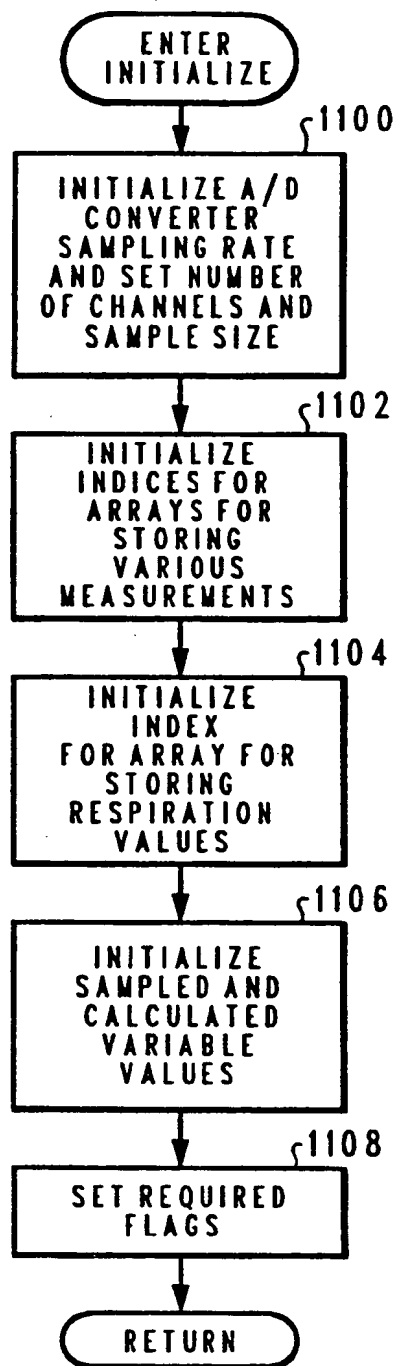 ENTER
INITIALIZE
1100
INITIALIZE A/D
CONVERTER
SAMPLING RATE
AND SET NUMBER
OF CHANNELS AND
SAMPLE SIZE
1102
INITIALIZE
INDICES FOR
ARRAYS FOR
STORING
VARIOUS
MEASUREMENTS
1104
INITIALIZE
INDEX
FOR ARRAY FOR
STORING
RESPIRATION
VALUES
1106
INITIALIZE
SAMPLED AND
CALCULATED
VARIABLE
VALUES
1108
SET REQUIRED
FLAGS
RETURN